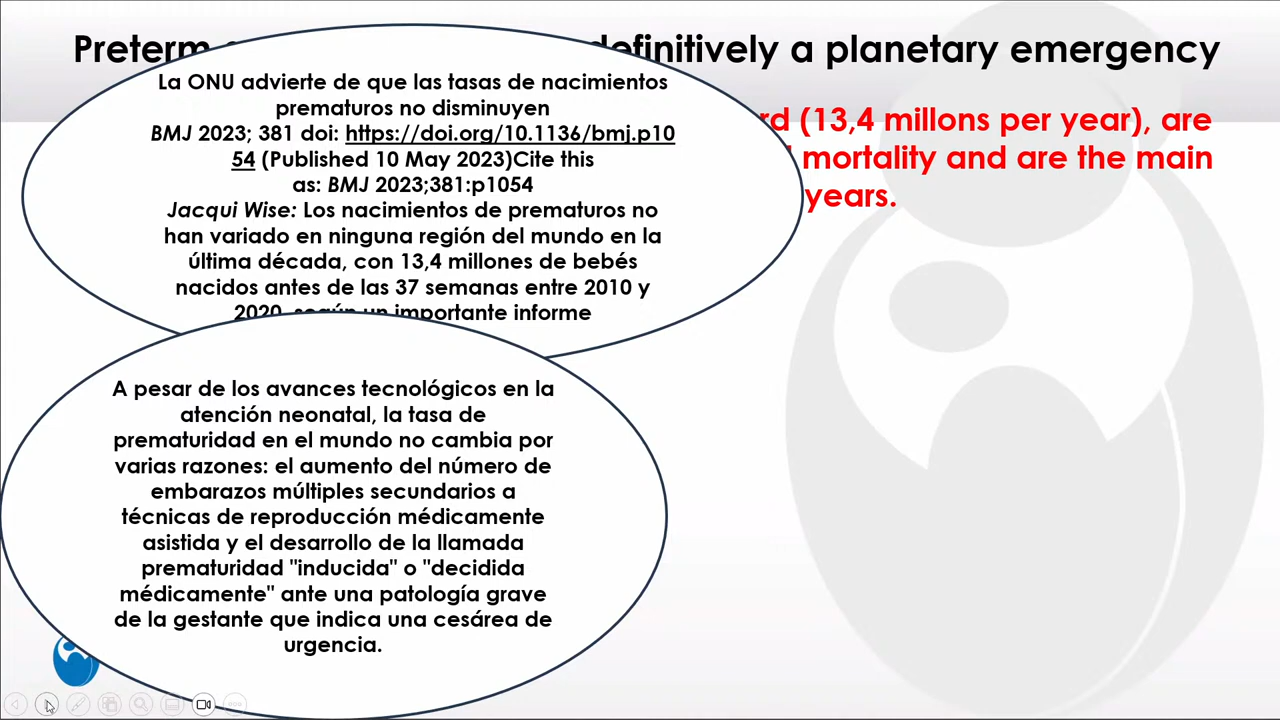 Preterm definitively a planetary emergency
rd (13,4 millons per year), are
mortality and are the main
years.
La ONU advierte de que las tasas de nacimientos
prematuros no disminuyen
BMJ 2023; 381 doi: https://doi.org/10.1136/bmj.p10
54 (Published 10 May 2023)Cite this
as: BMJ 2023;381:p1054
Jacqui Wise: Los nacimientos de prematuros no
han variado en ninguna región del mundo en la
última década, con 13,4 millones de bebés
nacidos antes de las 37 semanas entre 2010 y
2020, según un importante informe
A pesar de los avances tecnológicos en la
atención neonatal, la tasa de
prematuridad en el mundo no cambia por
varias razones: el aumento del número de
embarazos múltiples secundarios a
técnicas de reproducción médicamente
asistida y el desarrollo de la llamada
prematuridad "inducida" o "decidida
médicamente" ante una patología grave
de la gestante que indica una cesárea de
urgencia.